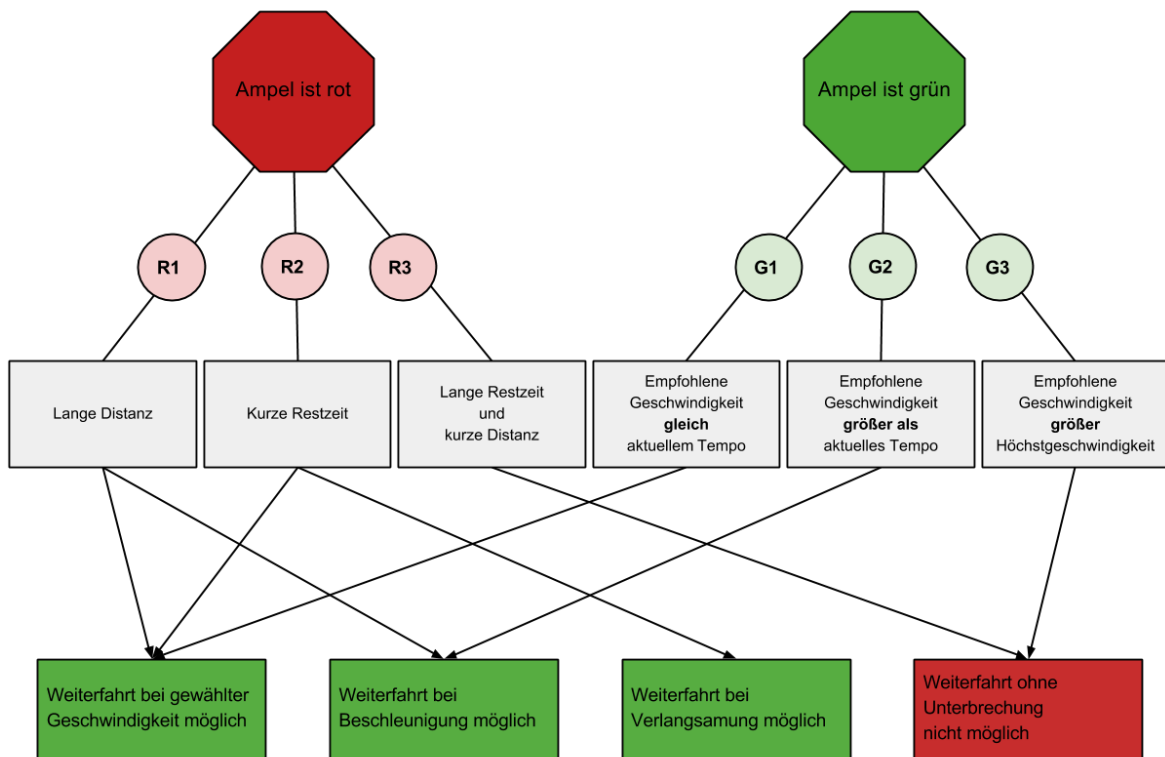 Ampel ist rot
Ampel ist grün
R1
R2
R3
G1
G2
G3
Lange Distanz
Kurze Restzeit
Lange Restzeit
und
kurze Distanz
Empfohlene
Geschwindigkeit
gleich
aktuellem Tempo
Empfohlene
Geschwindigkeit
größer als
aktuelles Tempo
Empfohlene
Geschwindigkeit
größer
Höchstgeschwindigkeit
Weiterfahrt bei gewählter
Geschwindigkeit möglich
Weiterfahrt bei
Beschleunigung möglich
Weiterfahrt bei
Verlangsamung möglich
Weiterfahrt ohne
Unterbrechung
nicht möglich